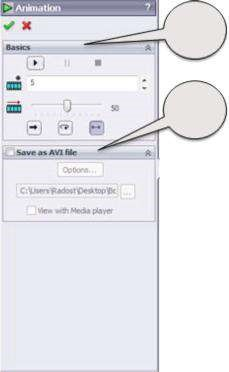 Animation ?
Basics
5
50
Save as AVI file
Options...
C:\Users\Radost\Desktop\Bc ...
View with Media player